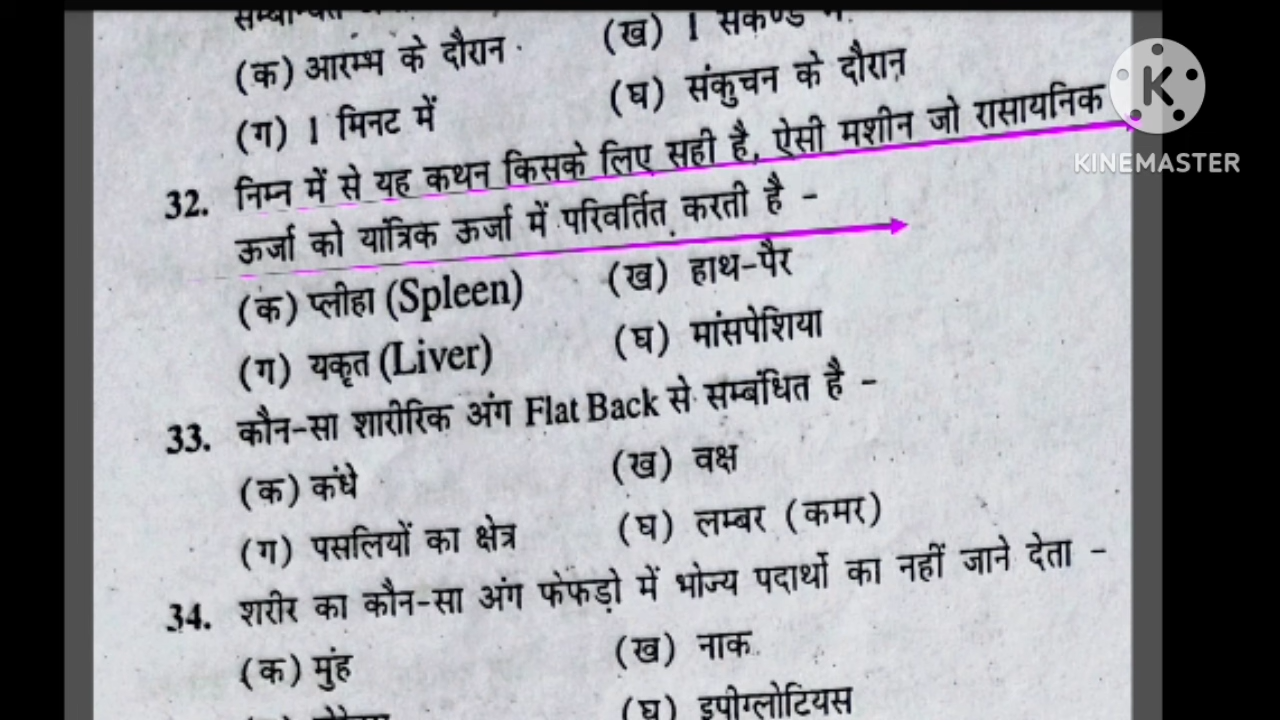 (ख) 1 सेकण्ड में
(क) आरम्भ के दौरान
(घ) संकुचन के दौरान
(ग) 1 मिनट में
32. निम्न में से यह कथन किसके लिए सही है, ऐसी मशीन जो रासायनिक
ऊर्जा को यांत्रिक ऊर्जा में परिवर्तित करती है -
(क) प्लीहा (Spleen) (ख) हाथ-पैर
(ग) यकृत (Liver) (घ) मांसपेशिया
33. कौन-सा शारीरिक अंग Flat Back से सम्बंधित है -
(क) कंधे (ख) वक्ष
(ग) पसलियों का क्षेत्र (घ) लम्बर (कमर)
34. शरीर का कौन-सा अंग फेफड़ो में भोज्य पदार्थो का नहीं जाने देता -
(क) मुंह (ख) नाक
(घ) इपीग्लोटियस
K
KINEMASTER